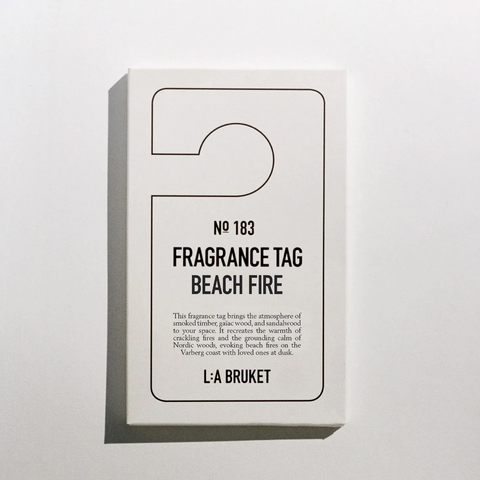 Nº 183
FRAGRANCE TAG
BEACH FIRE
This fragrance tag brings the atmosphere of
smoked timber, gaïac wood, and sandalwood
to your space. It recreates the warmth of
crackling fires and the grounding calm of
Nordic woods, evoking beach fires on the
Varberg coast with loved ones at dusk.
L:A BRUKET